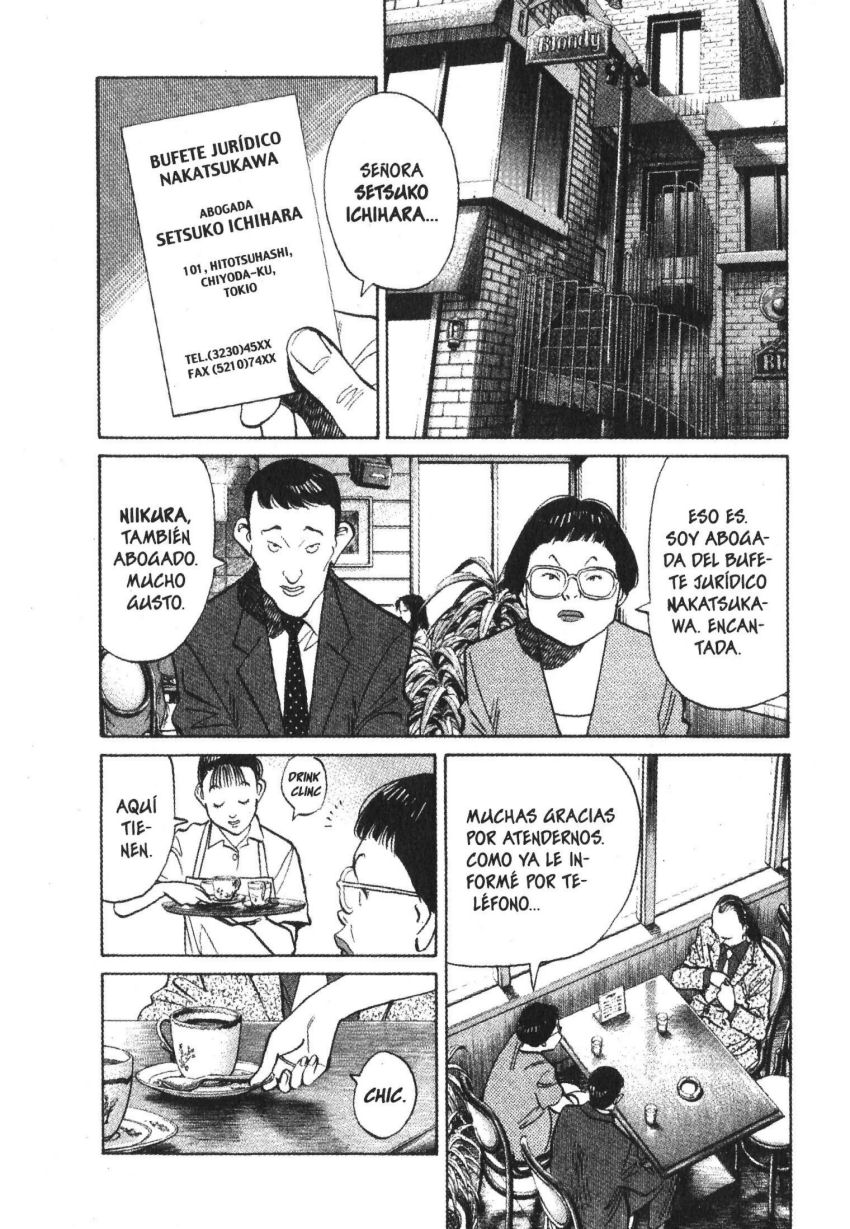 Blondy
BUFETE JURÍDICO
NAKATSUKAWA
ABOGADA
SETSUKO ICHIHARA
101, HITOTSUHASHI,
CHIYODA-KU,
TOKIO
TEL.(3230)45XX
FAX (5210)74XX
SEÑORA
SETSUKO
ICHIHARA...
Bl
NIIKURA,
TAMBIÉN
ABOGADO.
MUCHO
GUSTO.
ESO ES.
SOY ABOGA-
DA DEL BUFE-
TE JURÍDICO
NAKATSUKA-
WA. ENCAN-
TADA.
AQUÍ
TIE-
NEN.
DRINK
CLINC
MUCHAS GRACIAS
POR ATENDERNOS.
COMO YA LE IN-
FORMÉ POR TE-
LÉFONO...
CHIC.